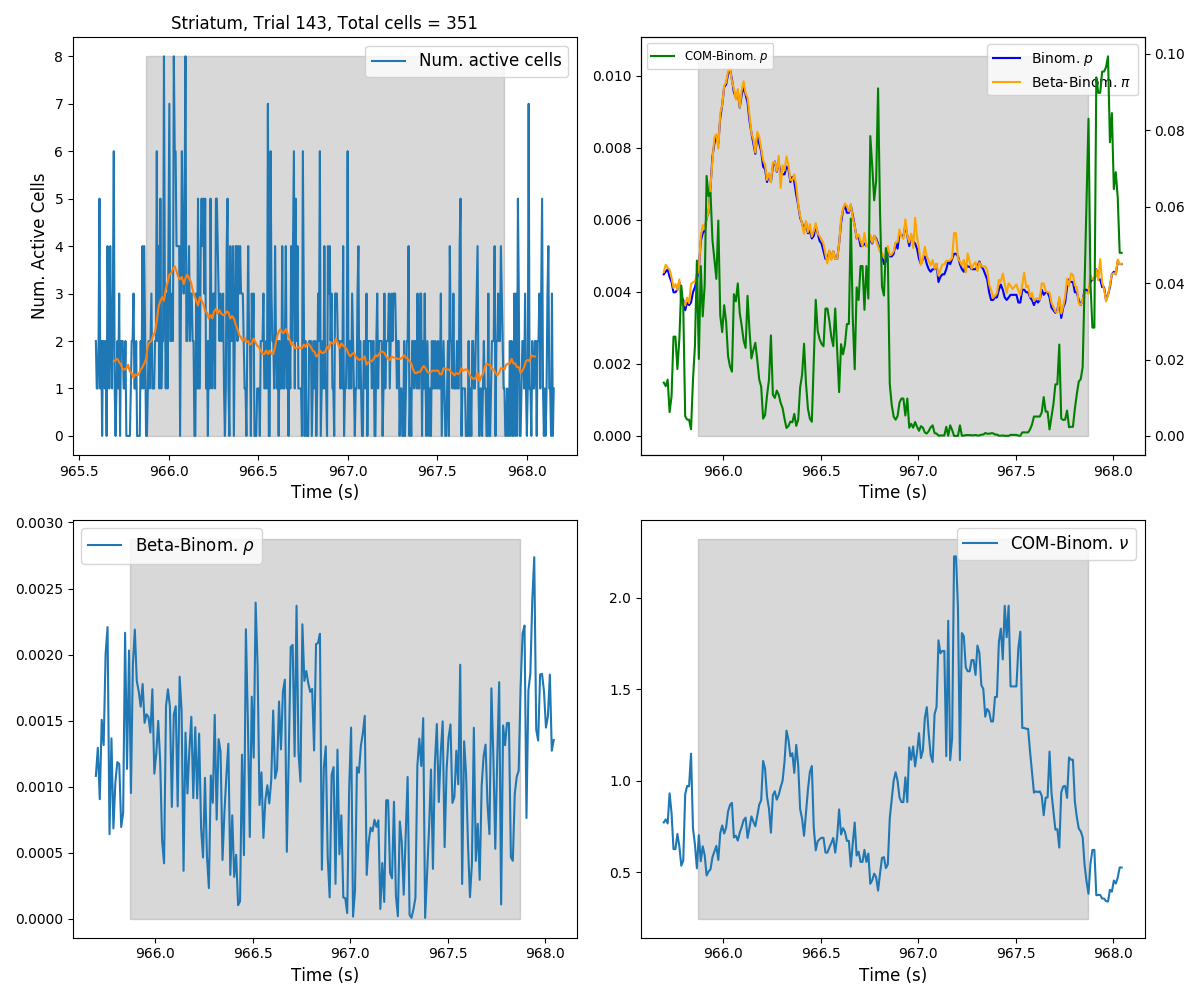 Striatum, Trial 143, Total cells = 351
Num. active cells
Num. Active Cells
8
7
6
5
4
3
2
1
0
965.5 966.0 966.5 967.0 967.5 968.0
Time (s)
COM-Binom. p
Binom. p
Beta-Binom. π
0.010
0.008
0.006
0.004
0.002
0.000
0.10
0.08
0.06
0.04
0.02
0.00
966.0 966.5 967.0 967.5 968.0
Time (s)
Beta-Binom. ρ
0.0030
0.0025
0.0020
0.0015
0.0010
0.0005
0.0000
966.0 966.5 967.0 967.5 968.0
Time (s)
COM-Binom. ν
2.0
1.5
1.0
0.5
966.0 966.5 967.0 967.5 968.0
Time (s)